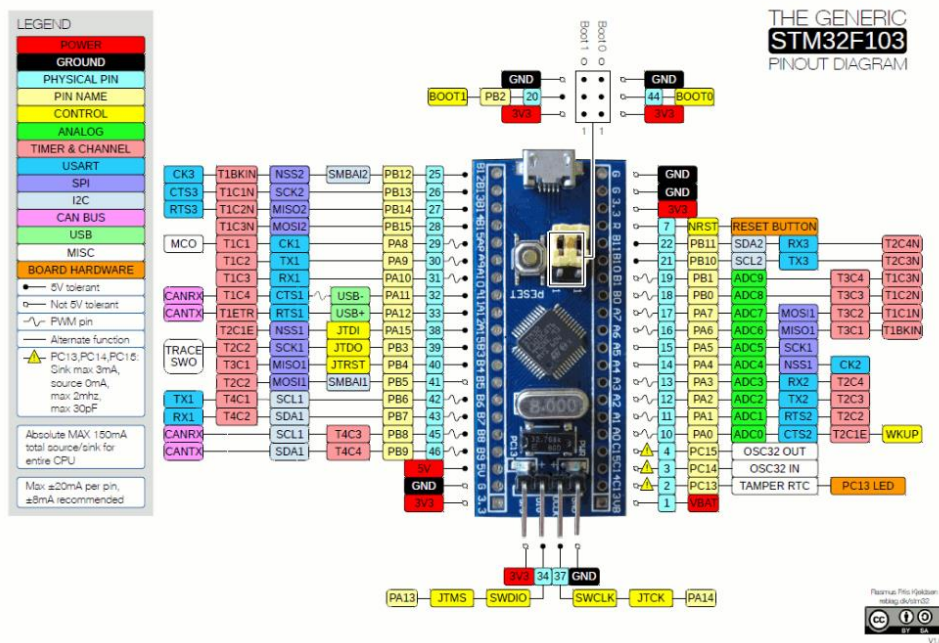 LEGEND
POWER
GROUND
PHYSICAL PIN
PIN NAME
CONTROL
ANALOG
TIMER & CHANNEL
USART
SPI
I2C
CAN BUS
USB
MISC
BOARD HARDWARE
5V tolerant
Not 5V tolerant
PWM pin
Alternate function
PC13,PC14,PC15:
Sink max 3mA,
source 0mA,
max 2mhz,
max 30pF
Absolute MAX 150mA
total source/sink for
entire CPU
Max ±20mA per pin,
±8mA recommended
THE GENERIC
STM32F103
PINOUT DIAGRAM
Boot 1 Boot 0
0 0
GND GND
BOOT1 PB2 20 44 BOOT0
3V3 3V3
1 1
CK3 T1BKIN NSS2 SMBAI2 PB12 25
CTS3 T1C1N SCK2 PB13 26
RTS3 T1C2N MISO2 PB14 27
T1C3N MOSI2 PB15 28
MCO T1C1 CK1 PA8 29
T1C2 TX1 PA9 30
T1C3 RX1 PA10 31
CANRX T1C4 CTS1 USB- PA11 32
CANTX T1ETR RTS1 USB+ PA12 33
T2C1E NSS1 JTDI PA15 38
TRACE SWO T2C2 SCK1 JTDO PB3 39
T3C1 MISO1 JTRST PB4 40
T2C2 MOSI1 SMBAI1 PB5 41
TX1 T4C1 SCL1 PB6 42
RX1 T4C2 SDA1 PB7 43
CANRX SCL1 T4C3 PB8 45
CANTX SDA1 T4C4 PB9 46
5V
GND
3V3
RESET
8.000
32.768k
PC13
GND
GND
3V3
7 NRST RESET BUTTON
22 PB11 SDA2 RX3 T2C4N
21 PB10 SCL2 TX3 T2C3N
19 PB1 ADC9 T3C4 T1C3N
18 PB0 ADC8 T3C3 T1C2N
17 PA7 ADC7 MOSI1 T3C2 T1C1N
16 PA6 ADC6 MISO1 T3C1 T1BKIN
15 PA5 ADC5 SCK1
14 PA4 ADC4 NSS1 CK2
13 PA3 ADC3 RX2 T2C4
12 PA2 ADC2 TX2 T2C3
11 PA1 ADC1 RTS2 T2C2
10 PA0 ADC0 CTS2 T2C1E WKUP
4 PC15 OSC32 OUT
3 PC14 OSC32 IN
2 PC13 TAMPER RTC PC13 LED
1 VBAT
3V3 34 37 GND
PA13 JTMS SWDIO SWCLK JTCK PA14
cc BY SA